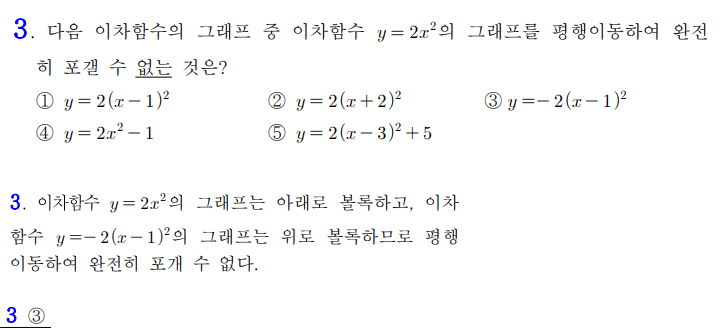 3. 다음 이차함수의 그래프 중 이차함수 y=2x²의 그래프를 평행이동하여 완전
히 포갤 수 없는 것은?
① y=2(x-1)² ② y=2(x+2)² ③ y=-2(x-1)²
④ y=2x²-1 ⑤ y=2(x-3)²+5
3. 이차함수 y=2x²의 그래프는 아래로 볼록하고, 이차
함수 y=-2(x-1)²의 그래프는 위로 볼록하므로 평행
이동하여 완전히 포개 수 없다.
3 ③